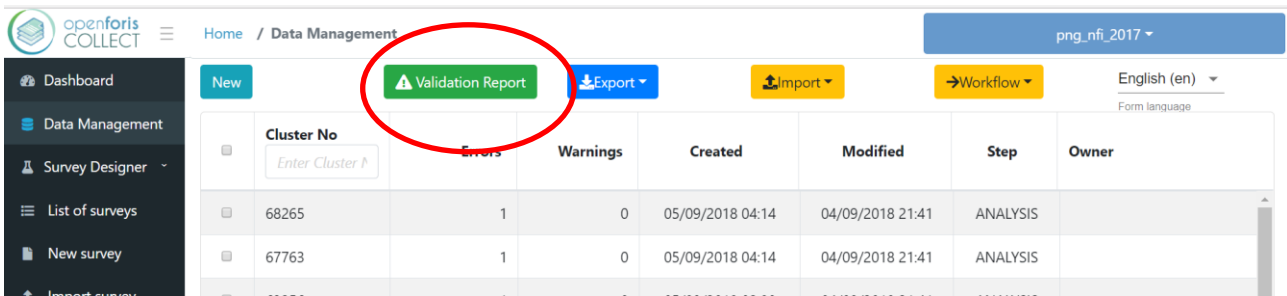 openforis
COLLECT
Home / Data Management
png_nfi_2017
Dashboard
Data Management
Survey Designer
List of surveys
New survey
Import survey
New
Validation Report
Export
Import
Workflow
English (en)
Form language
Cluster No
Enter Cluster N
Errors
Warnings
Created
Modified
Step
Owner
68265 1 0 05/09/2018 04:14 04/09/2018 21:41 ANALYSIS
67763 1 0 05/09/2018 04:14 04/09/2018 21:41 ANALYSIS